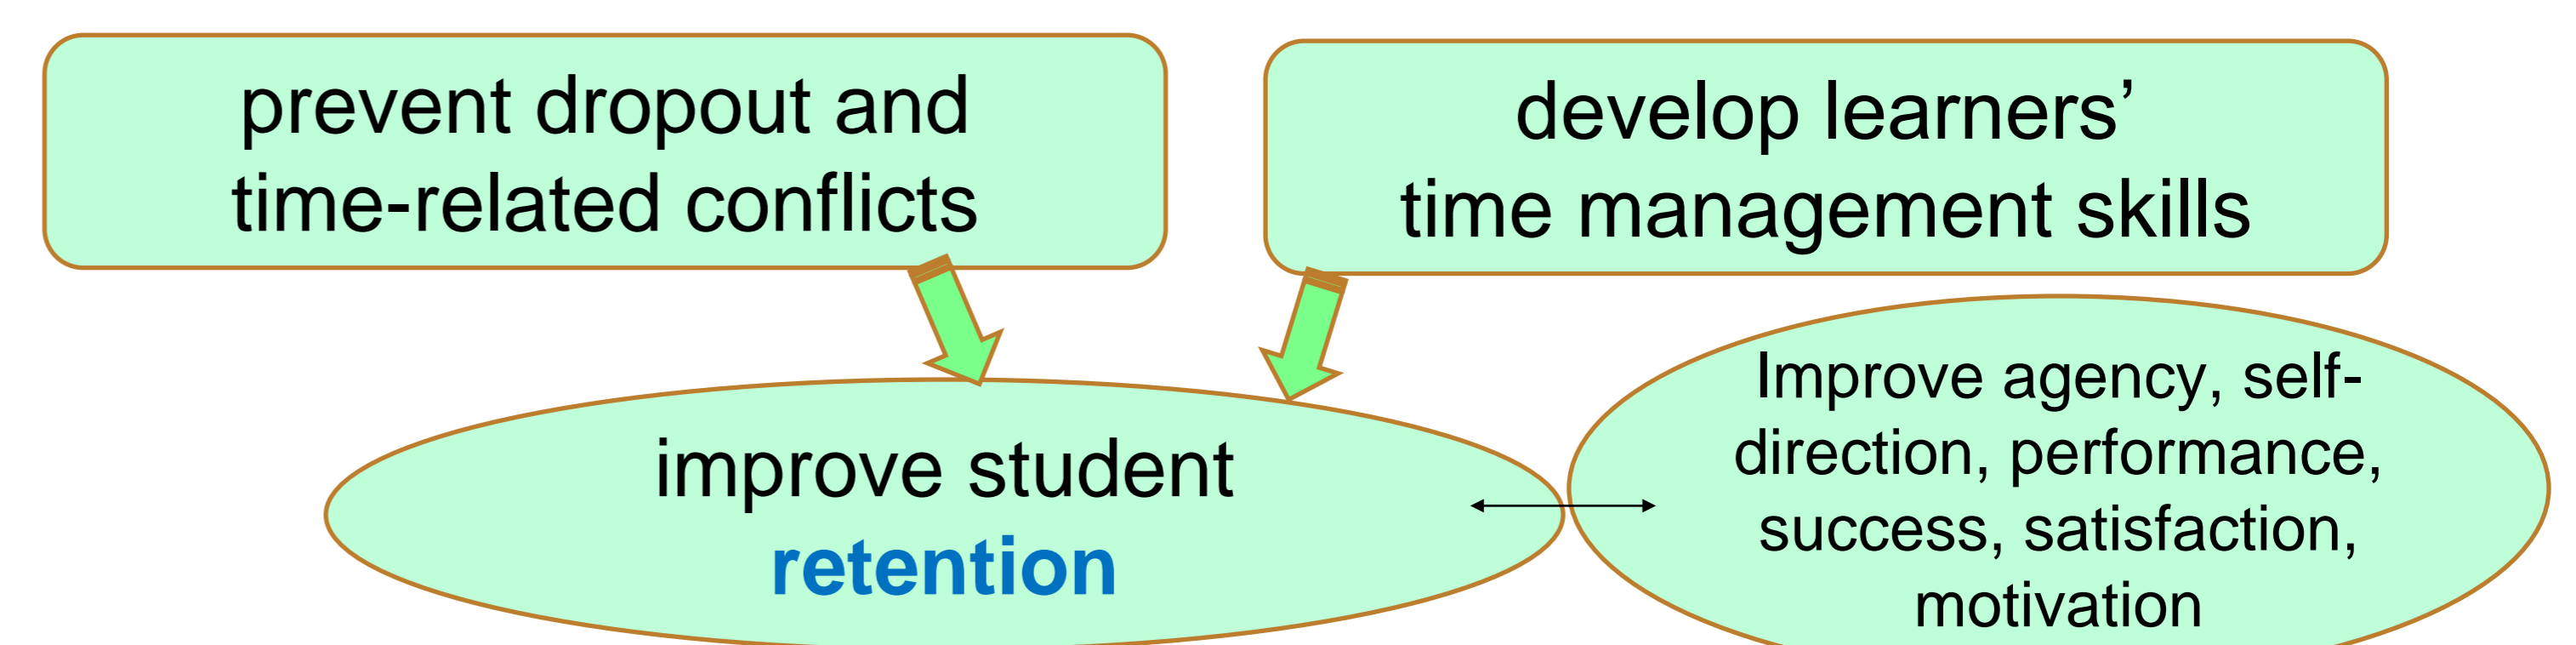 prevent dropout and
time-related conflicts
develop learners’
time management skills
improve student
retention
Improve agency, self-
direction, performance,
success, satisfaction,
motivation